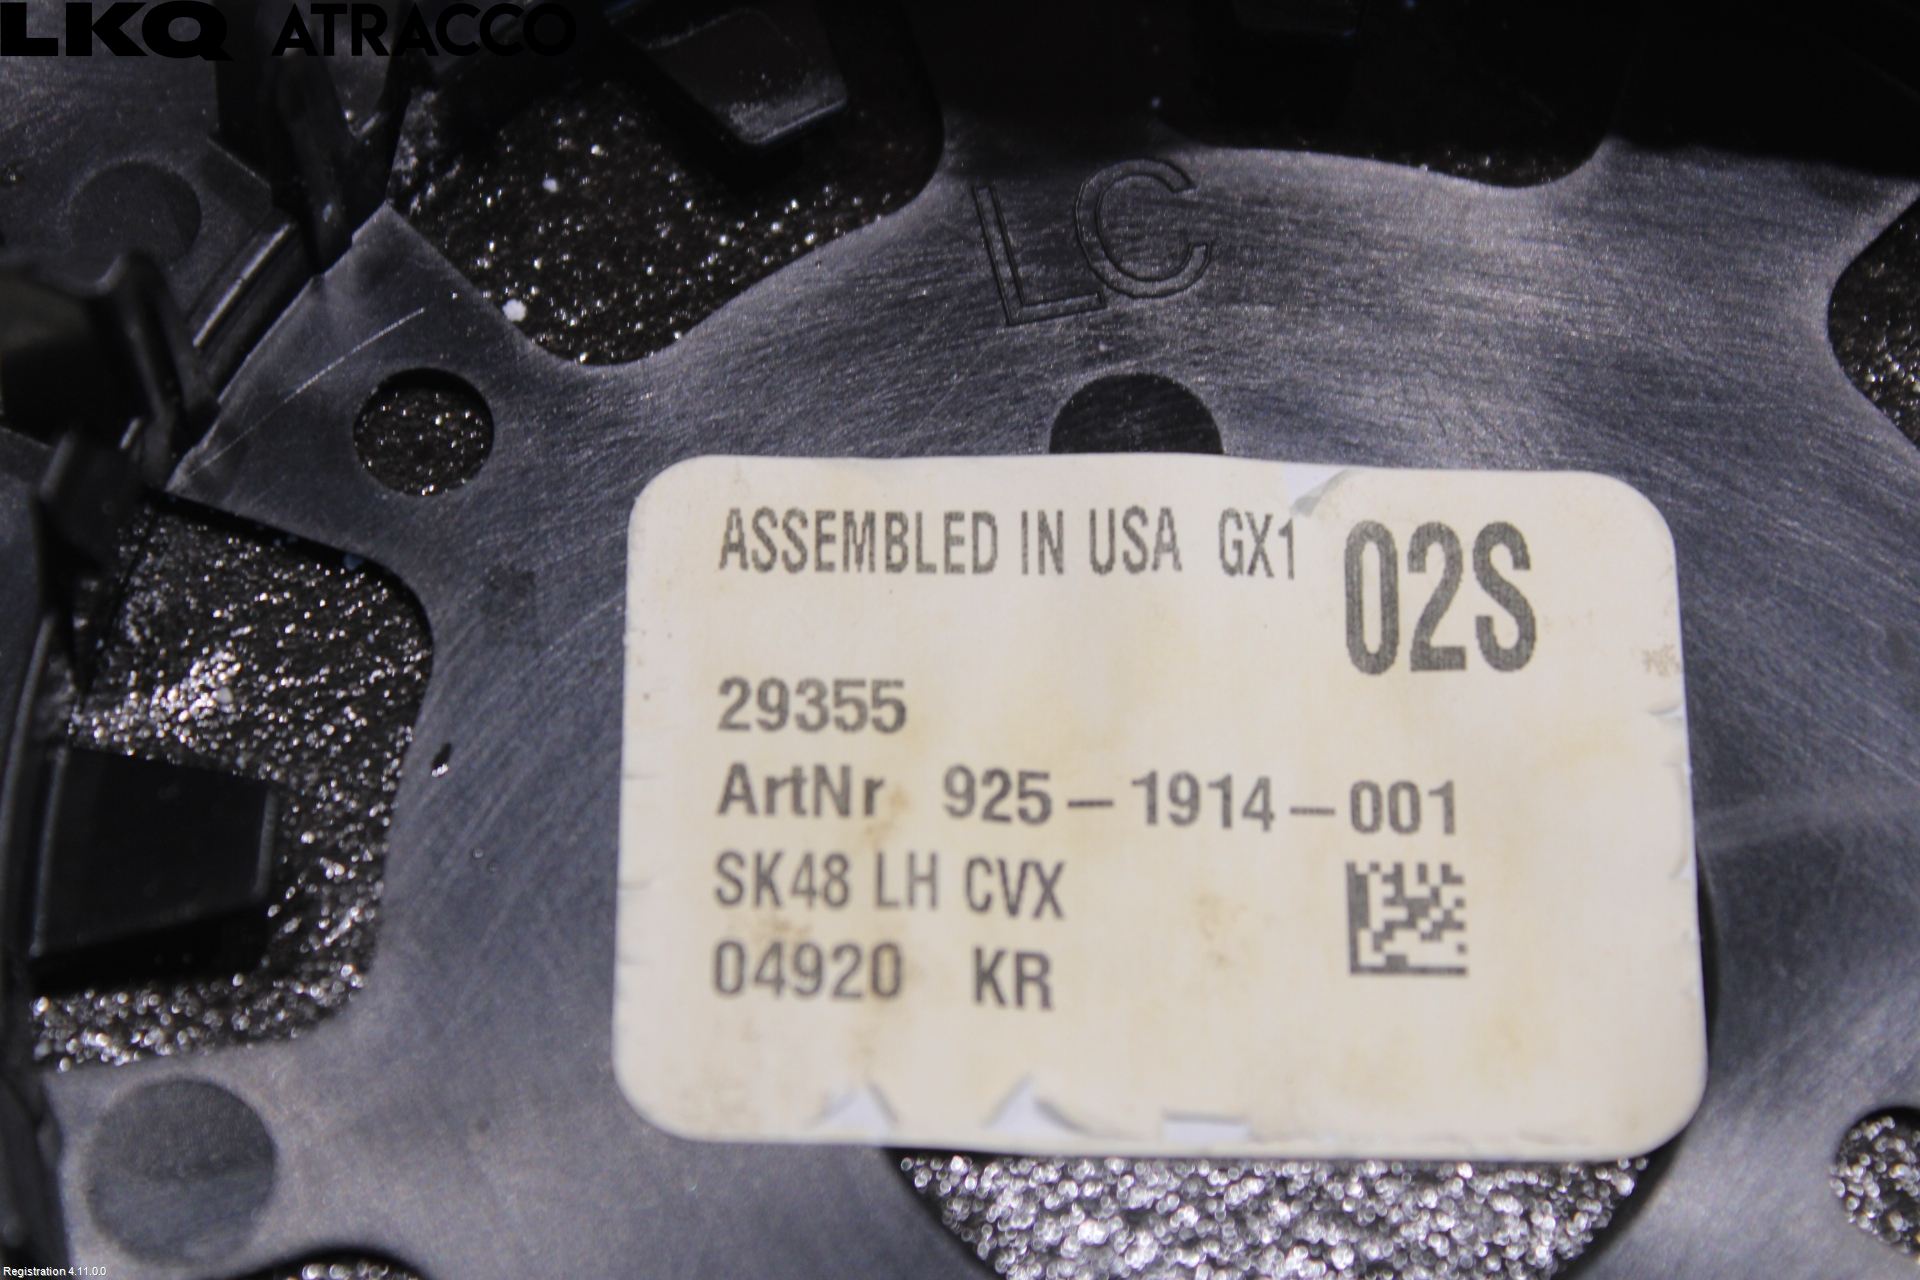 LKQ ATRACCO
LC
ASSEMBLED IN USA GX1 02S
29355
ArtNr 925-1914-001
SK48 LH CVX
04920 KR
Registration 4.11.0.0